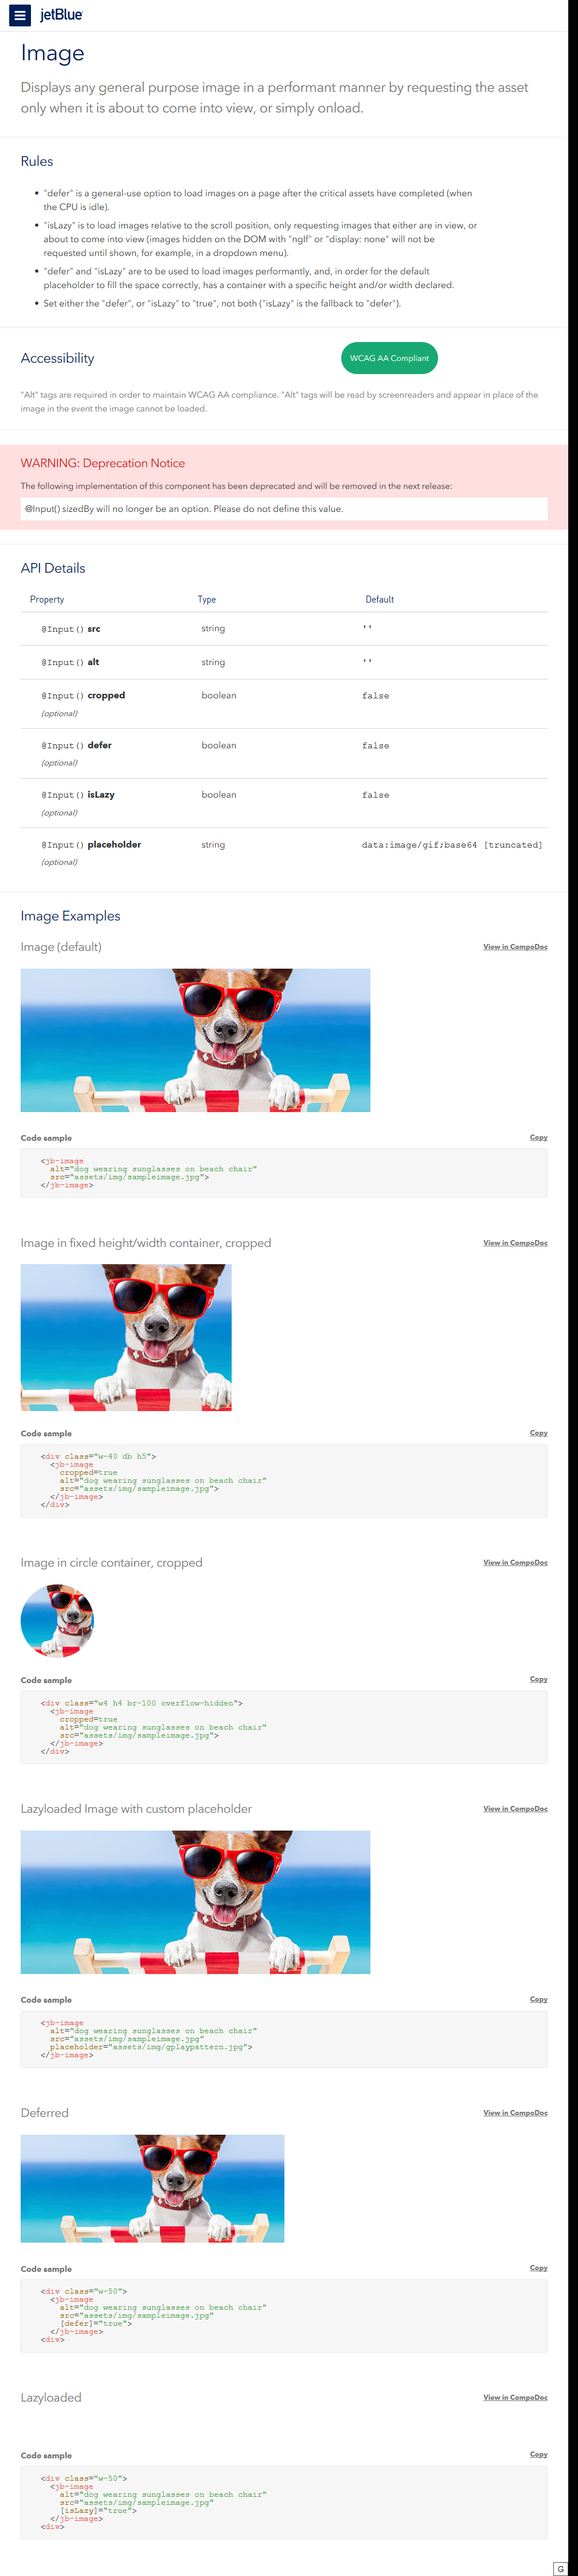 jetBlue
Image
Displays any general purpose image in a performant manner by requesting the asset
only when it is about to come into view, or simply onload.
Rules
• "defer" is a general-use option to load images on a page after the critical assets have completed (when
the CPU is idle).
• "isLazy" is to load images relative to the scroll position, only requesting images that either are in view, or
about to come into view (images hidden on the DOM with "ngIf" or "display: none" will not be
requested until shown, for example, in a dropdown menu).
• "defer" and "isLazy" are to be used to load images performantly, and, in order for the default
placeholder to fill the space correctly, has a container with a specific height and/or width declared.
• Set either the "defer", or "isLazy" to "true", not both ("isLazy" is the fallback to "defer").
Accessibility
WCAG AA Compliant
"Alt" tags are required in order to maintain WCAG AA compliance. "Alt" tags will be read by screenreaders and appear in place of the
image in the event the image cannot be loaded.
WARNING: Deprecation Notice
The following implementation of this component has been deprecated and will be removed in the next release:
@Input() sizedBy will no longer be an option. Please do not define this value.
API Details
Property Type Default
@Input() src string ''
@Input() alt string ''
@Input() cropped boolean false
(optional)
@Input() defer boolean false
(optional)
@Input() isLazy boolean false
(optional)
@Input() placeholder string data:image/gif;base64 [truncated]
(optional)
Image Examples
Image (default) View in CompoDoc
Code sample Copy
<jb-image
alt="dog wearing sunglasses on beach chair"
src="assets/img/sampleimage.jpg">
</jb-image>
Image in fixed height/width container, cropped View in CompoDoc
Code sample Copy
<div class="w-40 db h5">
<jb-image
cropped=true
alt="dog wearing sunglasses on beach chair"
src="assets/img/sampleimage.jpg">
</jb-image>
</div>
Image in circle container, cropped View in CompoDoc
Code sample Copy
<div class="w4 h4 br-100 overflow-hidden">
<jb-image
cropped=true
alt="dog wearing sunglasses on beach chair"
src="assets/img/sampleimage.jpg">
</jb-image>
</div>
Lazyloaded Image with custom placeholder View in CompoDoc
Code sample Copy
<jb-image
alt="dog wearing sunglasses on beach chair"
src="assets/img/sampleimage.jpg"
placeholder="assets/img/gplaypattern.jpg">
</jb-image>
Deferred View in CompoDoc
Code sample Copy
<div class="w-50">
<jb-image
alt="dog wearing sunglasses on beach chair"
src="assets/img/sampleimage.jpg"
[defer]="true">
</jb-image>
<div>
Lazyloaded View in CompoDoc
Code sample Copy
<div class="w-50">
<jb-image
alt="dog wearing sunglasses on beach chair"
src="assets/img/sampleimage.jpg"
[isLazy]="true">
</jb-image>
<div>
G